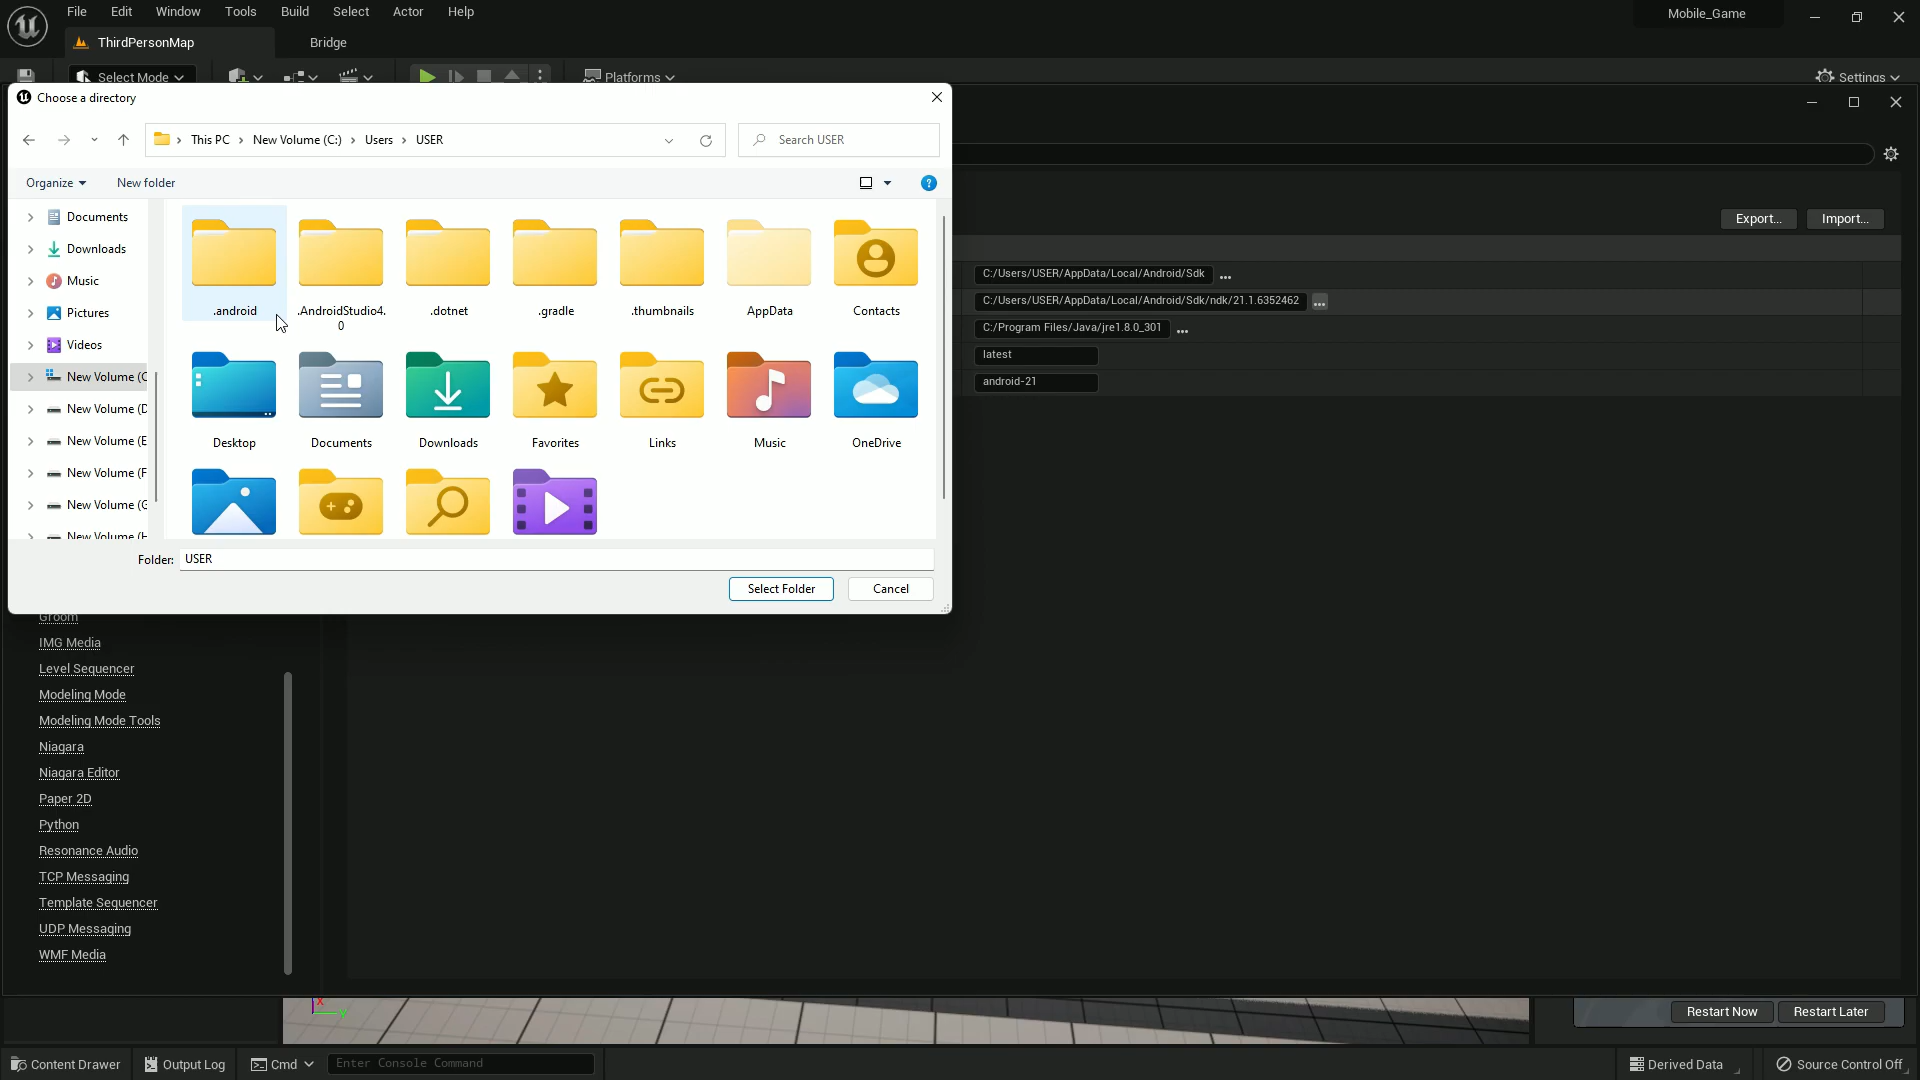 File Edit Window Tools Build Select Actor Help
Mobile_Game
ThirdPersonMap
Bridge
Select Mode
Platforms
Settings
Choose a directory
This PC > New Volume (C:) > Users > USER
Search USER
Organize
New folder
Documents
Downloads
Music
Pictures
Videos
New Volume (C
New Volume (D
New Volume (E
New Volume (F
New Volume (G
New Volume (H
.android
.AndroidStudio4.
0
.dotnet
.gradle
.thumbnails
AppData
Contacts
Desktop
Documents
Downloads
Favorites
Links
Music
OneDrive
Folder: USER
Select Folder
Cancel
Export...
Import...
C:/Users/USER/AppData/Local/Android/Sdk ...
C:/Users/USER/AppData/Local/Android/Sdk/ndk/21.1.6352462 ...
C:/Program Files/Java/jre1.8.0_301 ...
latest
android-21
Groom
IMG Media
Level Sequencer
Modeling Mode
Modeling Mode Tools
Niagara
Niagara Editor
Paper 2D
Python
Resonance Audio
TCP Messaging
Template Sequencer
UDP Messaging
WMF Media
X
Y
Restart Now
Restart Later
Content Drawer
Output Log
Cmd
Enter Console Command
Derived Data
Source Control Off